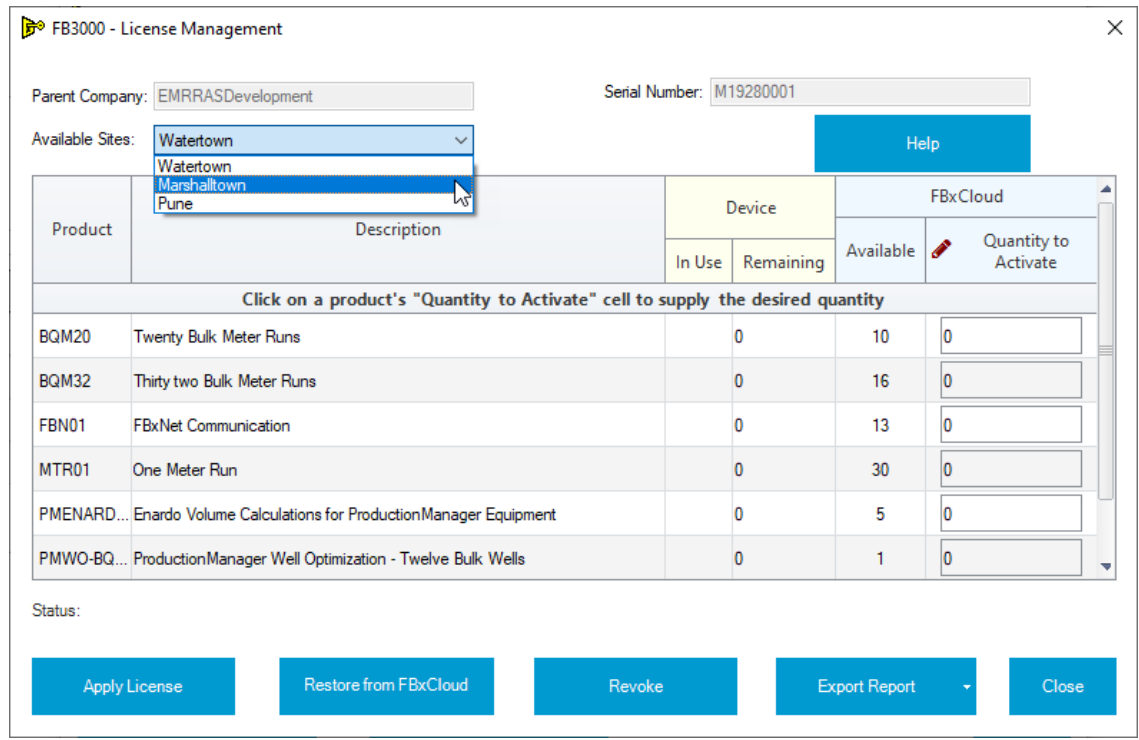 FB3000 - License Management
Parent Company: EMRRASDevelopment
Serial Number: M19280001
Available Sites: Watertown
Help
Watertown
Marshalltown
Pune
Product
Description
Device
FBxCloud
In Use
Remaining
Available
Quantity to
Activate
Click on a product's "Quantity to Activate" cell to supply the desired quantity
BQM20 Twenty Bulk Meter Runs 0 10 0
BQM32 Thirty two Bulk Meter Runs 0 16 0
FBN01 FBxNet Communication 0 13 0
MTR01 One Meter Run 0 30 0
PMENARD... Enardo Volume Calculations for ProductionManager Equipment 0 5 0
PMWO-BQ... ProductionManager Well Optimization - Twelve Bulk Wells 0 1 0
Status:
Apply License
Restore from FBxCloud
Revoke
Export Report
Close